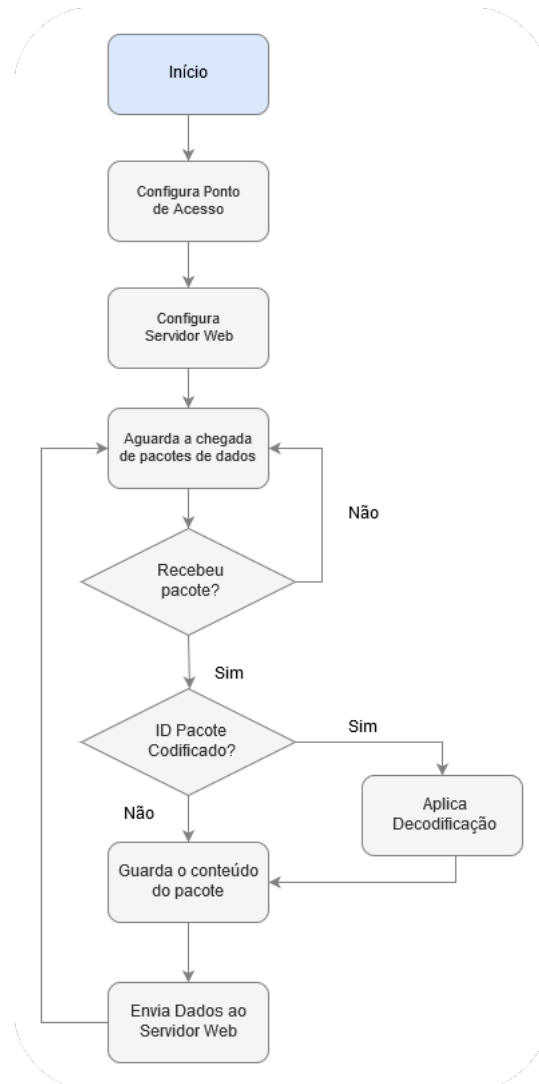 Início
Configura Ponto
de Acesso
Configura
Servidor Web
Aguarda a chegada
de pacotes de dados
Não
Recebeu
pacote?
Sim
ID Pacote
Codificado?
Sim
Aplica
Decodificação
Não
Guarda o conteúdo
do pacote
Envia Dados ao
Servidor Web